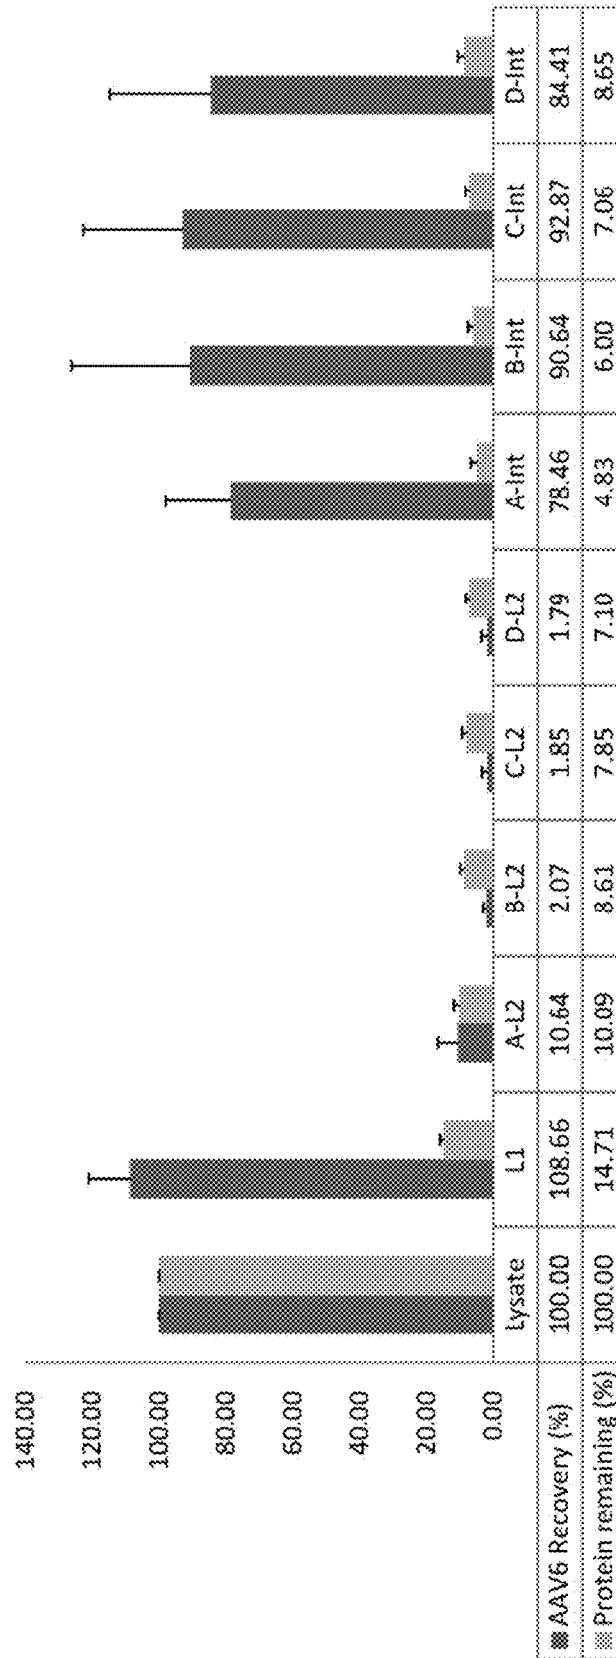 140.00
120.00
100.00
80.00
60.00
40.00
20.00
0.00
Lysate L1 A-L2 B-L2 C-L2 D-L2 A-Int B-Int C-Int D-Int
AAV6 Recovery (%) 100.00 108.66 10.64 2.07 1.85 1.79 78.46 90.64 92.87 84.41
Protein remaining (%) 100.00 14.71 10.09 8.61 7.85 7.10 4.83 6.00 7.06 8.65